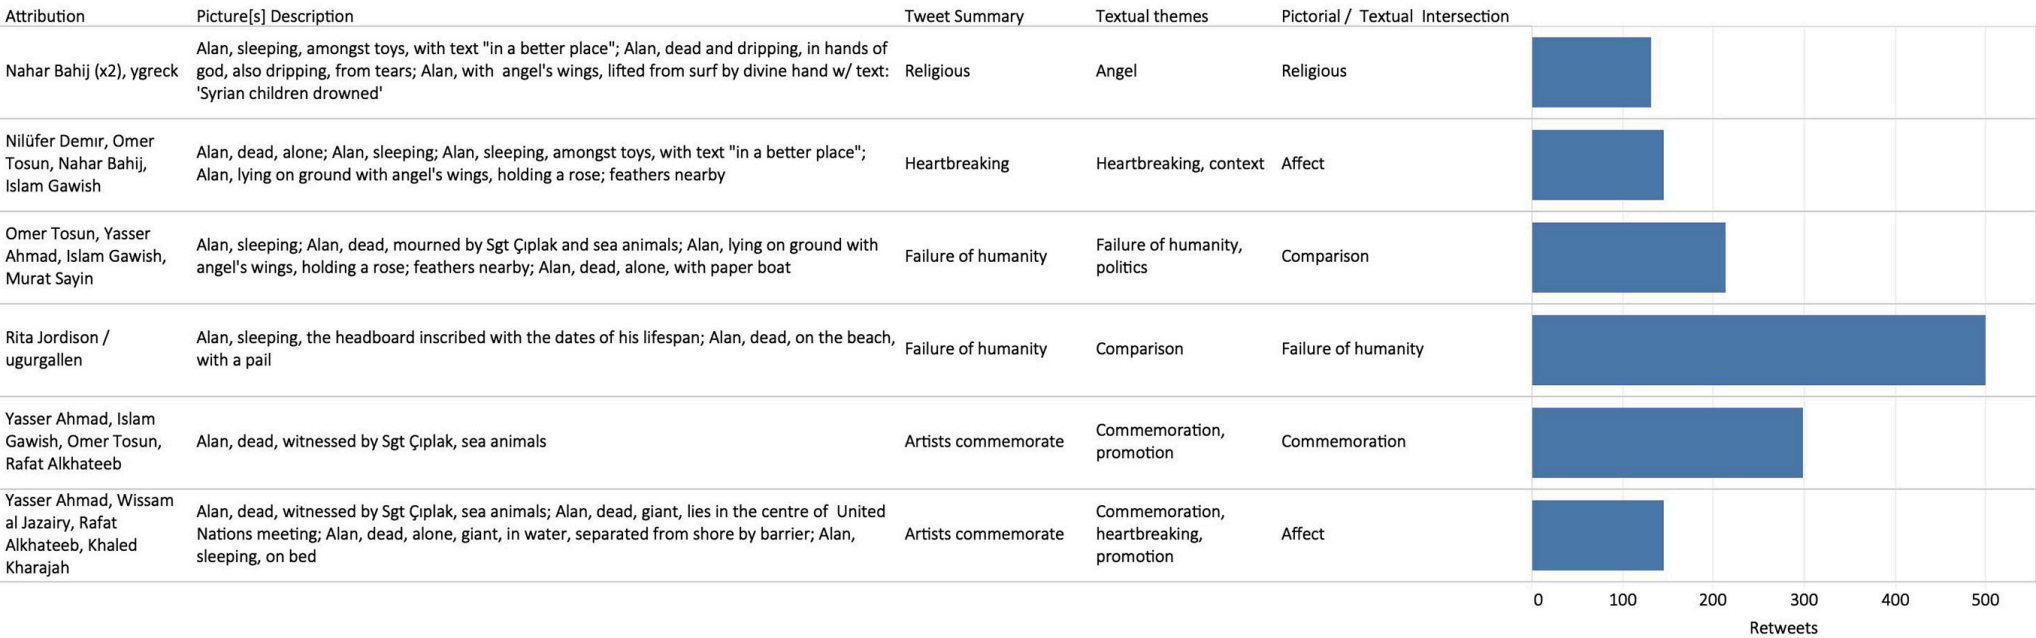 Attribution Picture[s] Description Tweet Summary Textual themes Pictorial / Textual Intersection
Nahar Bahij (x2), ygreck
Alan, sleeping, amongst toys, with text "in a better place"; Alan, dead and dripping, in hands of
god, also dripping, from tears; Alan, with angel's wings, lifted from surf by divine hand w/ text:
'Syrian children drowned'
Religious
Angel
Religious
Nilüfer Demır, Omer
Tosun, Nahar Bahij,
Islam Gawish
Alan, dead, alone; Alan, sleeping; Alan, sleeping, amongst toys, with text "in a better place";
Alan, lying on ground with angel's wings, holding a rose; feathers nearby
Heartbreaking
Heartbreaking, context
Affect
Omer Tosun, Yasser
Ahmad, Islam Gawish,
Murat Sayin
Alan, sleeping; Alan, dead, mourned by Sgt Çıplak and sea animals; Alan, lying on ground with
angel's wings, holding a rose; feathers nearby; Alan, dead, alone, with paper boat
Failure of humanity
Failure of humanity,
politics
Comparison
Rita Jordison /
ugurgallen
Alan, sleeping, the headboard inscribed with the dates of his lifespan; Alan, dead, on the beach,
with a pail
Failure of humanity
Comparison
Failure of humanity
Yasser Ahmad, Islam
Gawish, Omer Tosun,
Rafat Alkhateeb
Alan, dead, witnessed by Sgt Çıplak, sea animals
Artists commemorate
Commemoration,
promotion
Commemoration
Yasser Ahmad, Wissam
al Jazairy, Rafat
Alkhateeb, Khaled
Kharajah
Alan, dead, witnessed by Sgt Çıplak, sea animals; Alan, dead, giant, lies in the centre of United
Nations meeting; Alan, dead, alone, giant, in water, separated from shore by barrier; Alan,
sleeping, on bed
Artists commemorate
Commemoration,
heartbreaking,
promotion
Affect
0 100 200 300 400 500
Retweets